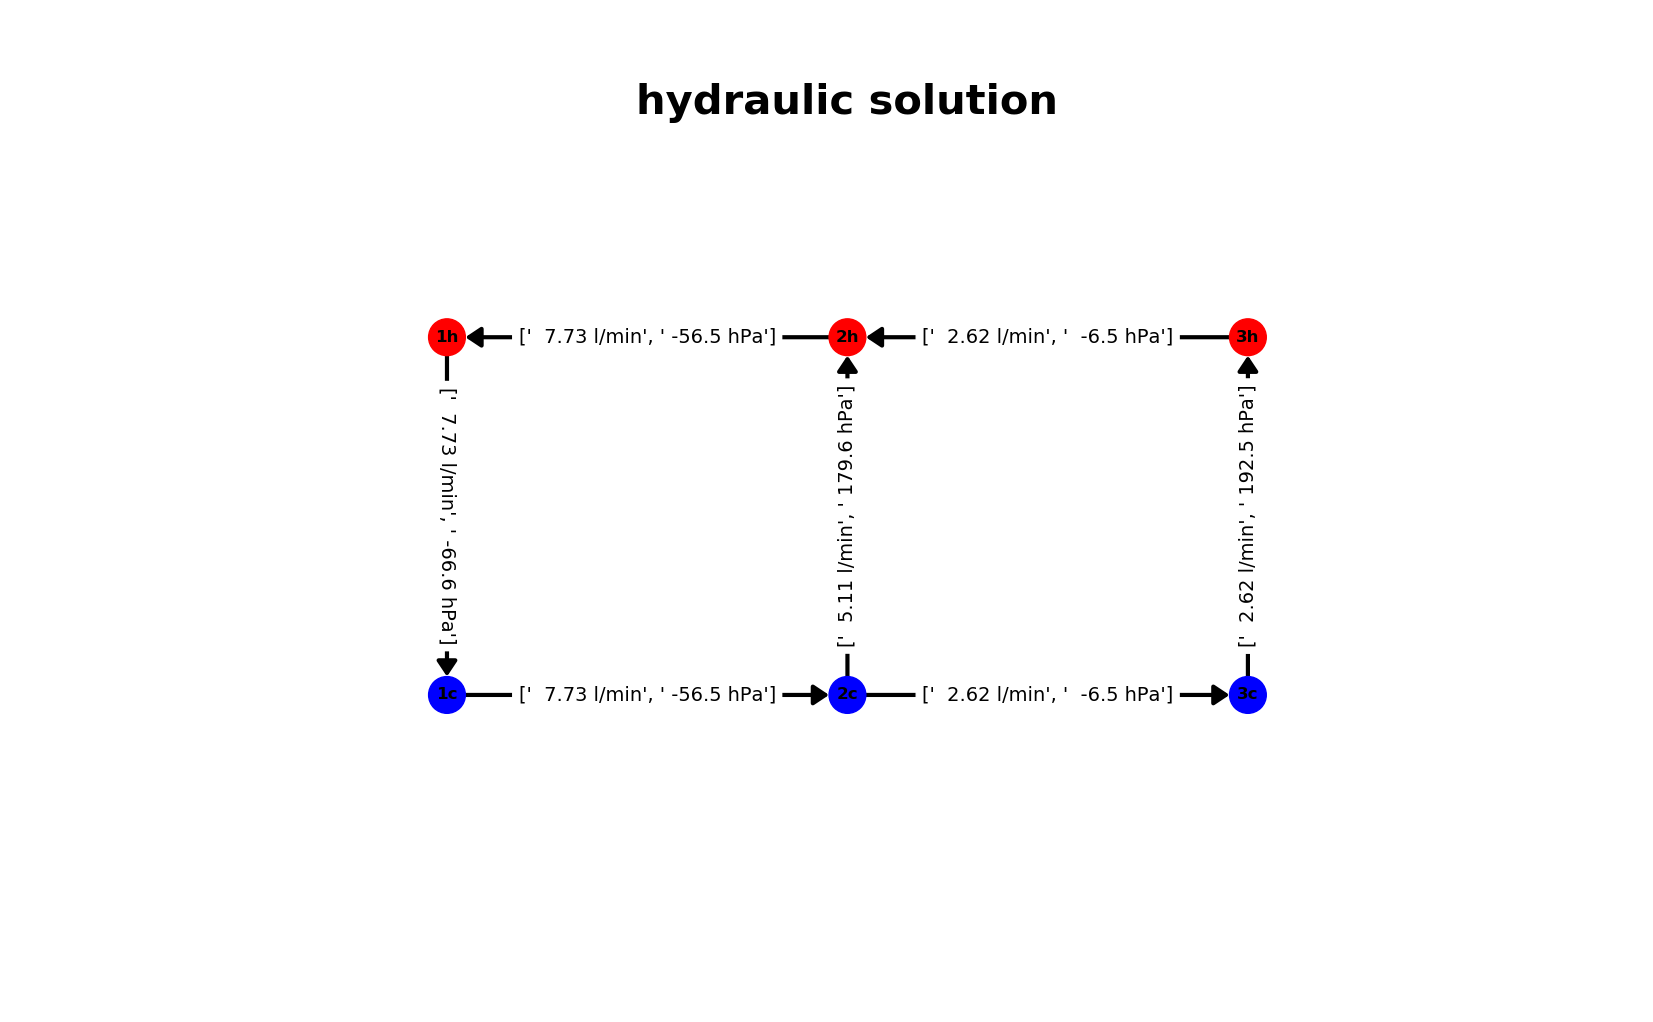 hydraulic solution
1h
['  7.73 l/min', ' -56.5 hPa']
2h
['  2.62 l/min', '  -6.5 hPa']
3h
['  7.73 l/min', ' -66.6 hPa']
['  5.11 l/min', ' 179.6 hPa']
['  2.62 l/min', ' 192.5 hPa']
1c
['  7.73 l/min', ' -56.5 hPa']
2c
['  2.62 l/min', '  -6.5 hPa']
3c